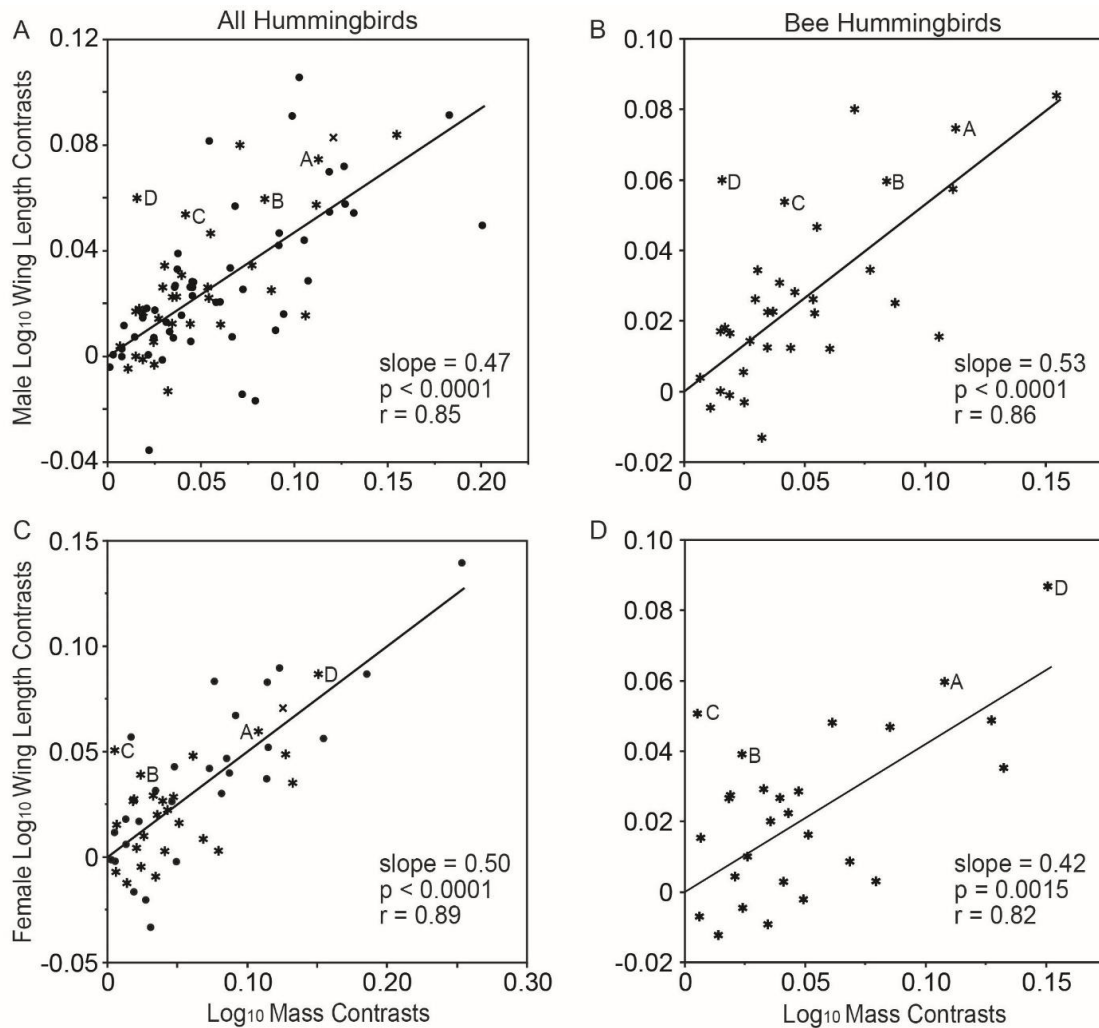 All Hummingbirds
Bee Hummingbirds
A
Male Log₁₀ Wing Length Contrasts
0.12
0.08
0.04
0
-0.04
0
0.05
0.10
0.15
0.20
A
B
C
D
slope = 0.47
p < 0.0001
r = 0.85
B
0.10
0.08
0.06
0.04
0.02
0
-0.02
0
0.05
0.10
0.15
A
B
C
D
slope = 0.53
p < 0.0001
r = 0.86
C
Female Log₁₀ Wing Length Contrasts
0.15
0.10
0.05
0
-0.05
0
0.10
0.20
0.30
D
A
C
B
slope = 0.50
p < 0.0001
r = 0.89
Log₁₀ Mass Contrasts
D
0.10
0.08
0.06
0.04
0.02
0
-0.02
0
0.05
0.10
0.15
D
A
C
B
slope = 0.42
p = 0.0015
r = 0.82
Log₁₀ Mass Contrasts